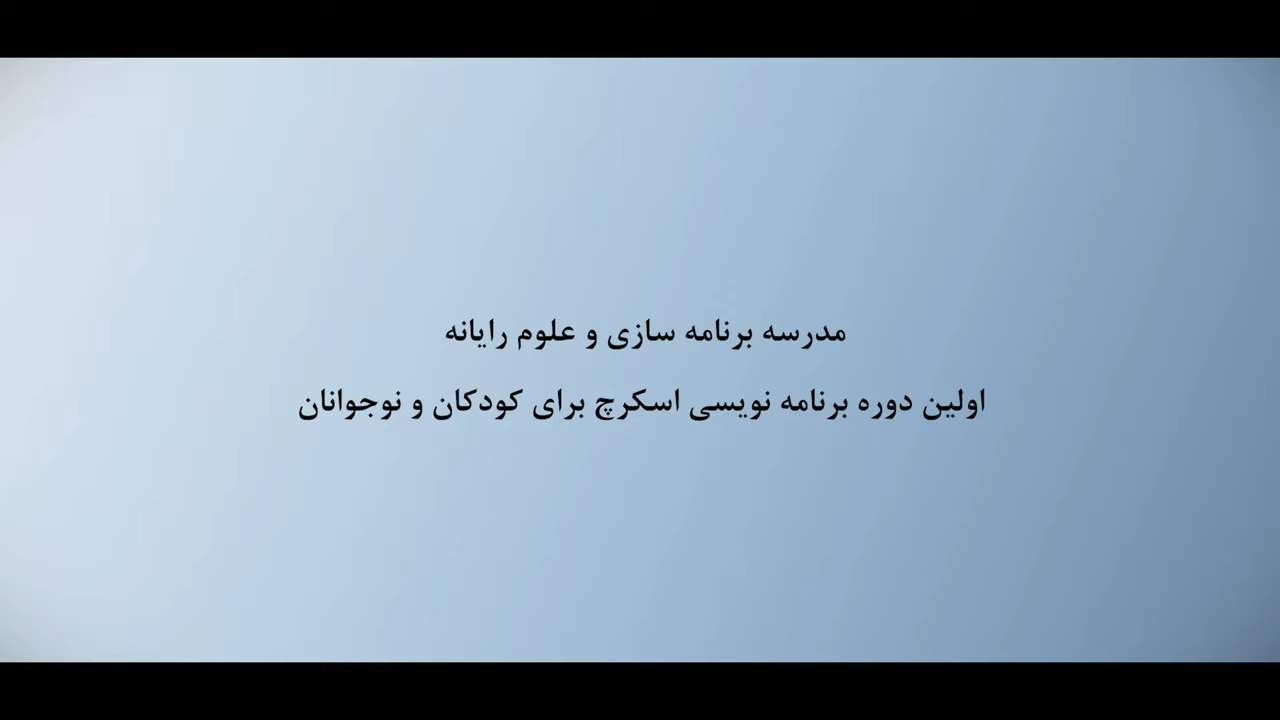 مدرسه برنامه سازی و علوم رایانه
اولین دوره برنامه نویسی اسکرچ برای کودکان و نوجوانان